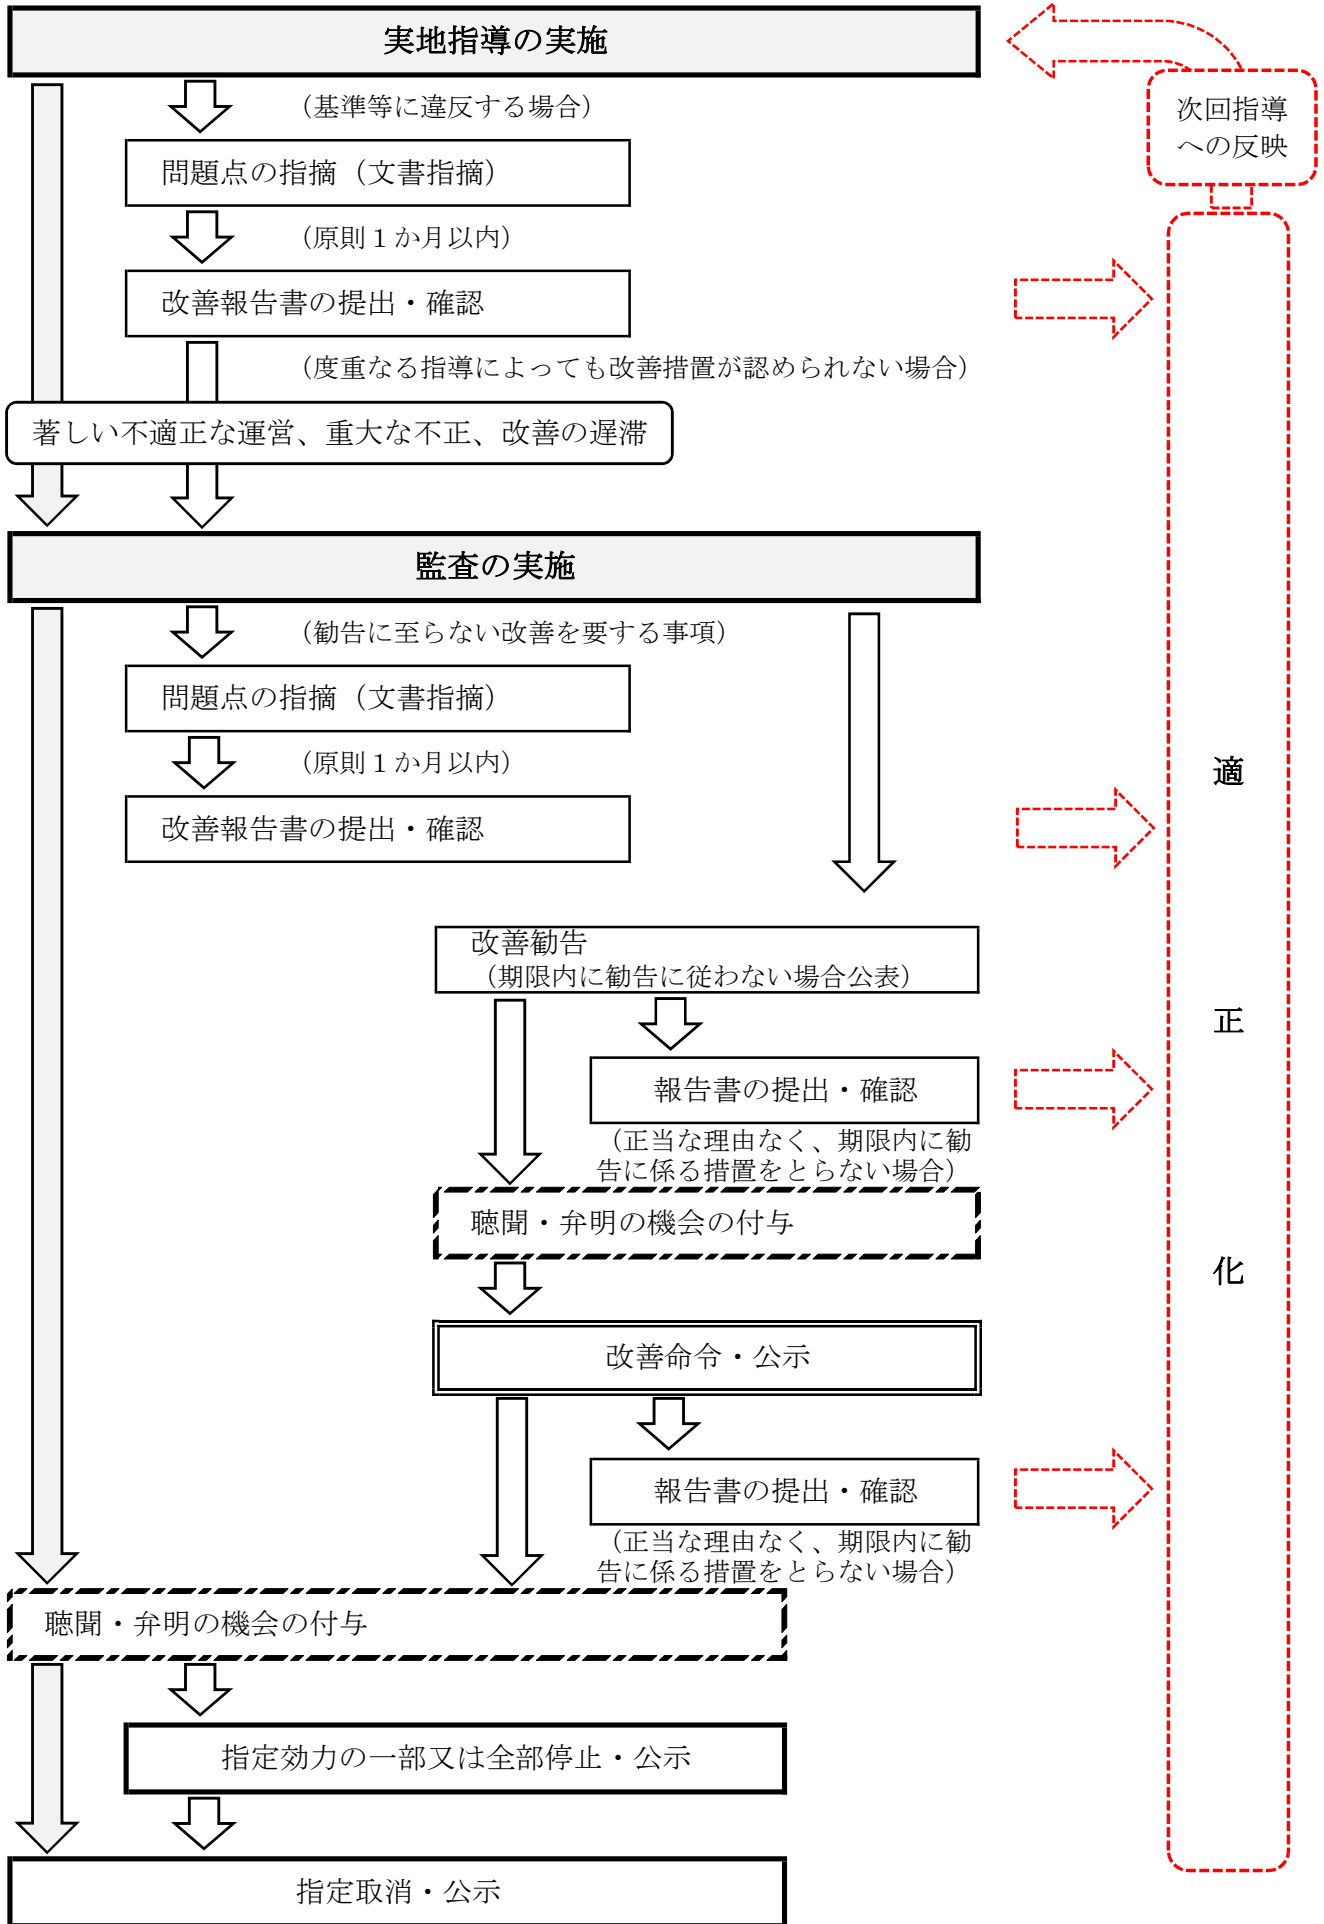 実地指導の実施
（基準等に違反する場合）
次回指導
への反映
問題点の指摘（文書指摘）
（原則１か月以内）
改善報告書の提出・確認
（度重なる指導によっても改善措置が認められない場合）
著しい不適正な運営、重大な不正、改善の遅滞
監査の実施
（勧告に至らない改善を要する事項）
問題点の指摘（文書指摘）
（原則１か月以内）
改善報告書の提出・確認
改善勧告
（期限内に勧告に従わない場合公表）
報告書の提出・確認
（正当な理由なく、期限内に勧
告に係る措置をとらない場合）
聴聞・弁明の機会の付与
改善命令・公示
報告書の提出・確認
（正当な理由なく、期限内に勧
告に係る措置をとらない場合）
聴聞・弁明の機会の付与
指定効力の一部又は全部停止・公示
指定取消・公示
適正化